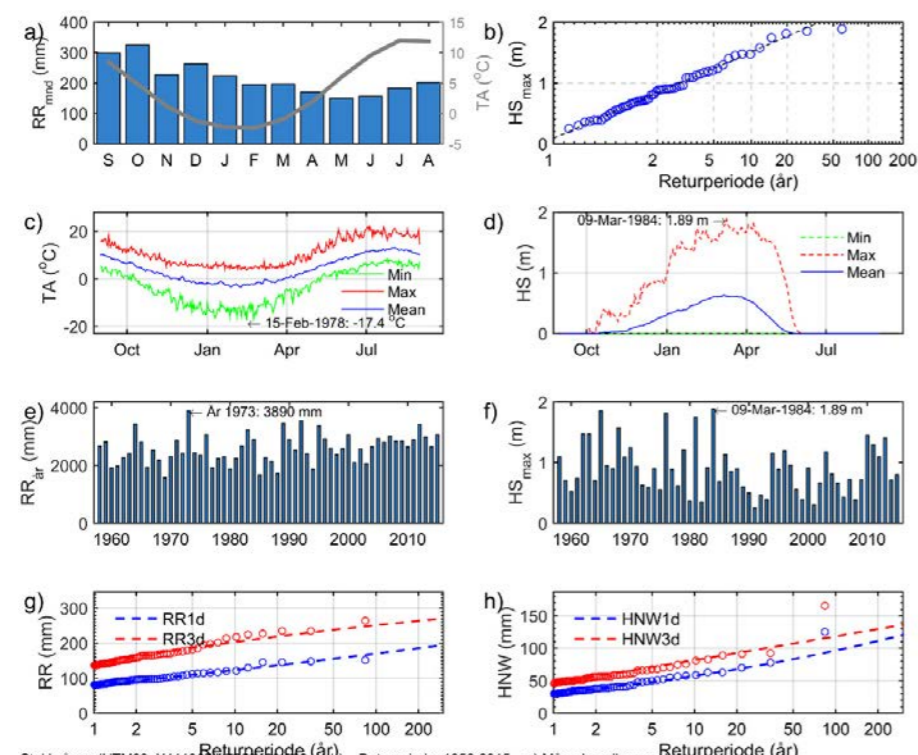 a)
400
300
200
100
0
RR mnd (mm)
15
10
5
0
-5
TA (°C)
S O N D J F M A M J J A
b)
2
1
0
HS max (m)
1 2 5 10 20 50 100 200
Returperiode (år)
c)
20
0
-20
TA (°C)
Min
Max
Mean
← 15-Feb-1978: -17.4 °C
Oct Jan Apr Jul
d)
2
1
0
HS (m)
09-Mar-1984: 1.89 m →
Min
Max
Mean
Oct Jan Apr Jul
e)
4000
2000
0
RR år (mm)
← År 1973: 3890 mm
1960 1970 1980 1990 2000 2010
f)
2
1
0
HS max (m)
← 09-Mar-1984: 1.89 m
1960 1970 1980 1990 2000 2010
g)
300
200
100
0
RR (mm)
RR1d
RR3d
1 2 5 10 20 50 100 200
Returperiode (år)
h)
150
100
50
0
HNW (mm)
HNW1d
HNW3d
1 2 5 10 20 50 100 200
Returperiode (år)